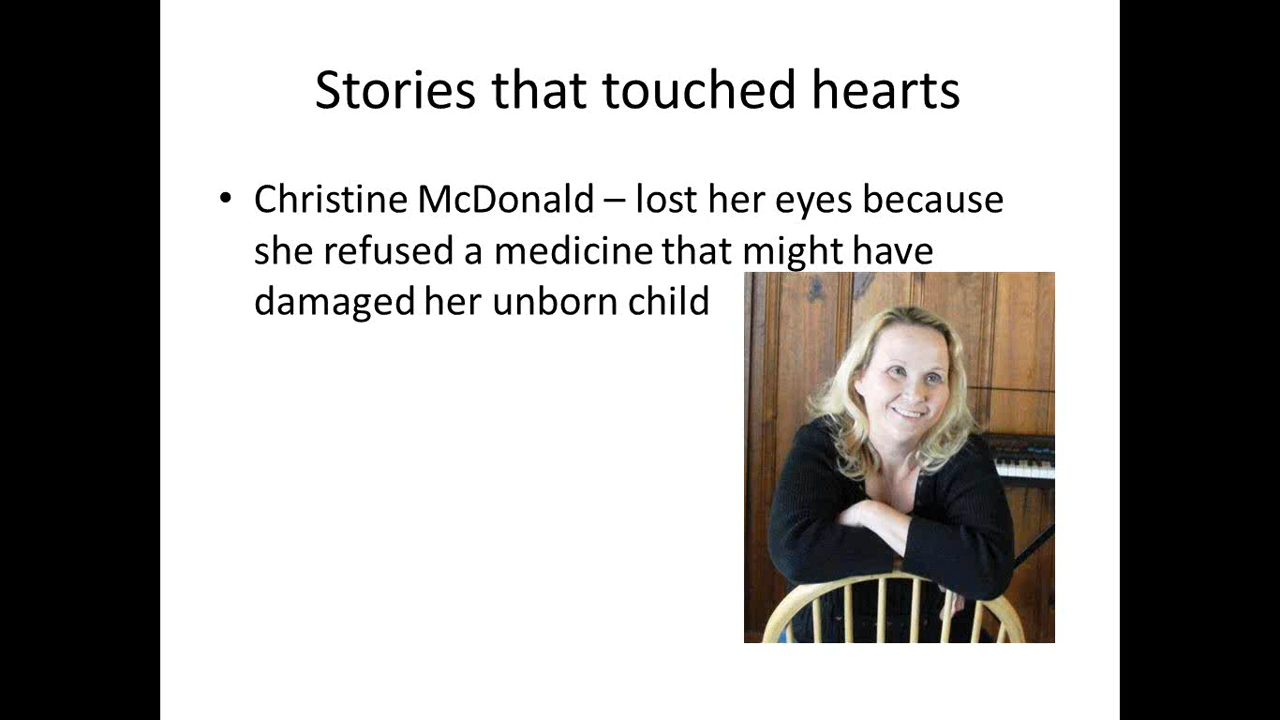 Stories that touched hearts
• Christine McDonald – lost her eyes because
she refused a medicine that might have
damaged her unborn child